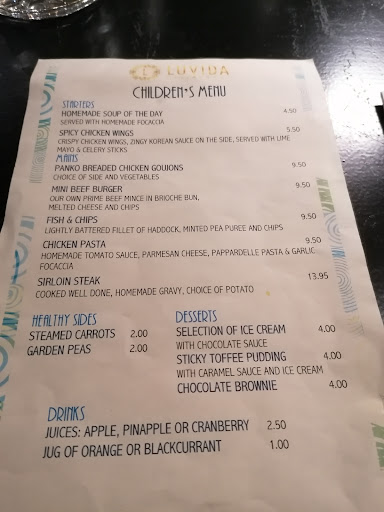 LUVIDA
CHILDREN'S MENU
STARTERS
HOMEMADE SOUP OF THE DAY 4.50
SERVED WITH HOMEMADE FOCACCIA
SPICY CHICKEN WINGS 5.50
CRISPY CHICKEN WINGS, ZINGY KOREAN SAUCE ON THE SIDE, SERVED WITH LIME
MAYO & CELERY STICKS
MAINS
PANKO BREADED CHICKEN GOUJONS 9.50
CHOICE OF SIDE AND VEGETABLES
MINI BEEF BURGER 9.50
OUR OWN PRIME BEEF MINCE IN BRIOCHE BUN,
MELTED CHEESE AND CHIPS
FISH & CHIPS 9.50
LIGHTLY BATTERED FILLET OF HADDOCK, MINTED PEA PUREE AND CHIPS
CHICKEN PASTA 9.50
HOMEMADE TOMATO SAUCE, PARMESAN CHEESE, PAPPARDELLE PASTA & GARLIC
FOCACCIA
SIRLOIN STEAK 13.95
COOKED WELL DONE, HOMEMADE GRAVY, CHOICE OF POTATO
HEALTHY SIDES
STEAMED CARROTS 2.00
GARDEN PEAS 2.00
DESSERTS
SELECTION OF ICE CREAM 4.00
WITH CHOCOLATE SAUCE
STICKY TOFFEE PUDDING 4.00
WITH CARAMEL SAUCE AND ICE CREAM
CHOCOLATE BROWNIE 4.00
DRINKS
JUICES: APPLE, PINAPPLE OR CRANBERRY 2.50
JUG OF ORANGE OR BLACKCURRANT 1.00